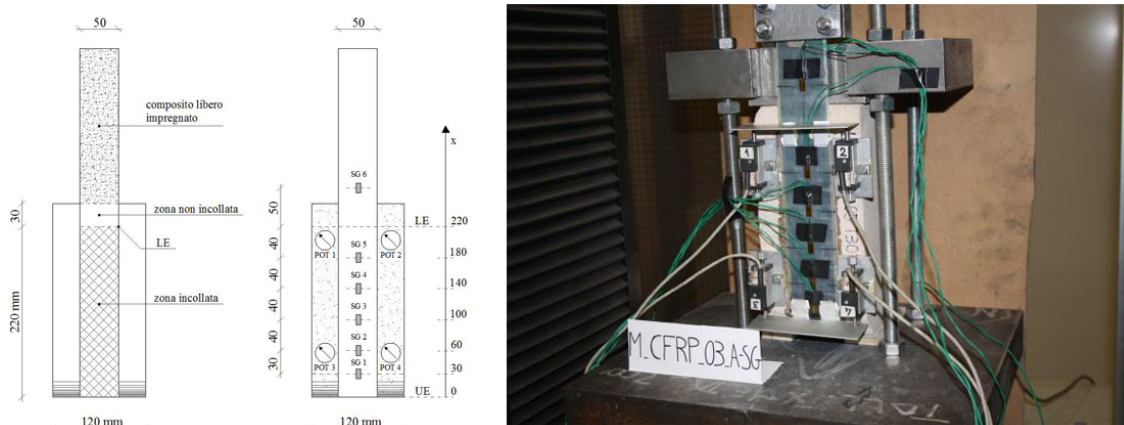 50
composito libero
impregnato
30
zona non incollata
LE
220 mm
zona incollata
120 mm
50
x
SG 6
50
LE
220
40
POT 1
SG 5
POT 2
180
40
SG 4
140
40
SG 3
100
40
SG 2
60
POT 3
SG 1
POT 4
30
30
UE
0
120 mm
1
2
130
3
4
M_CFRP_03_A-SG